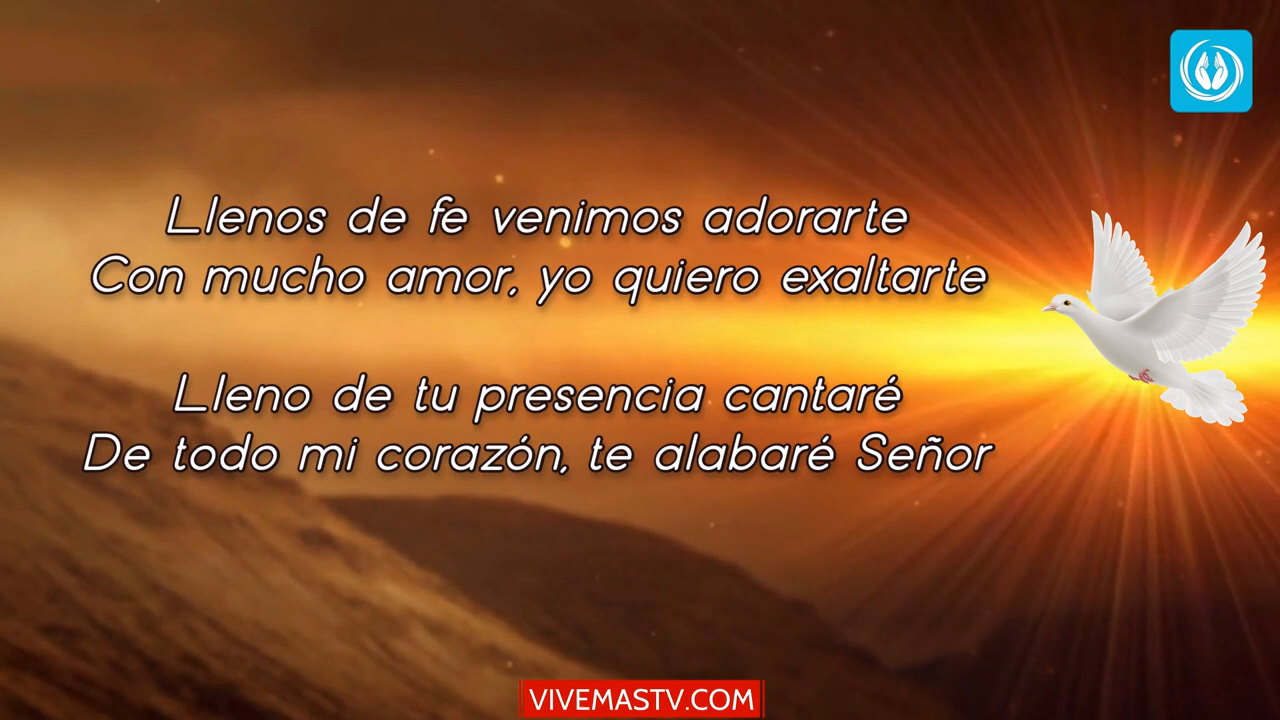 Llenos de fe venimos adorarte
Con mucho amor, yo quiero exaltarte
Lleno de tu presencia cantaré
De todo mi corazón, te alabaré Señor
VIVEMASTV.COM